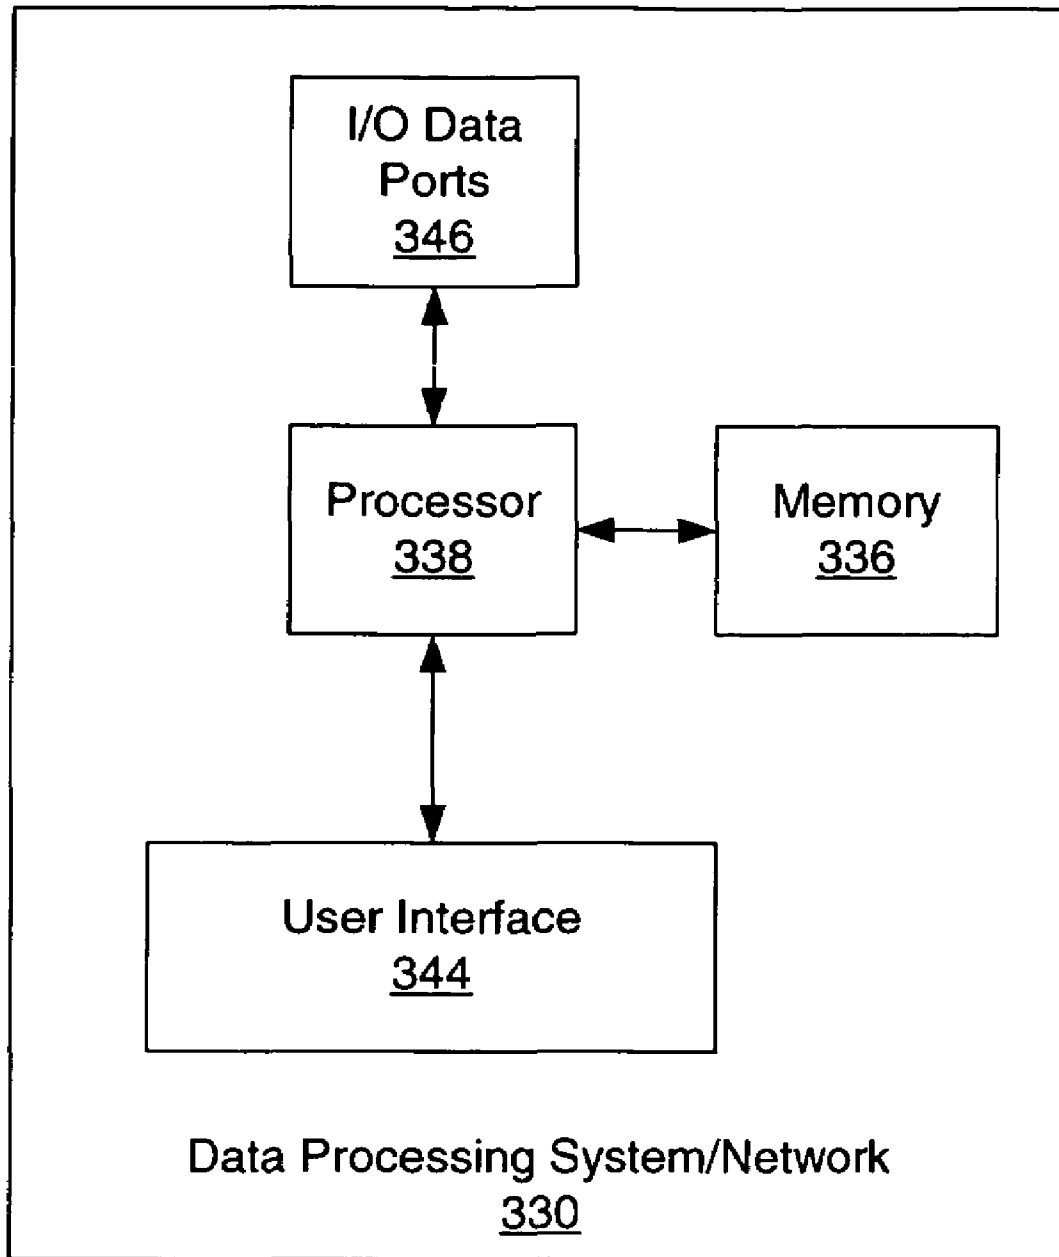 I/O Data
Ports
346
Processor
338
Memory
336
User Interface
344
Data Processing System/Network
330